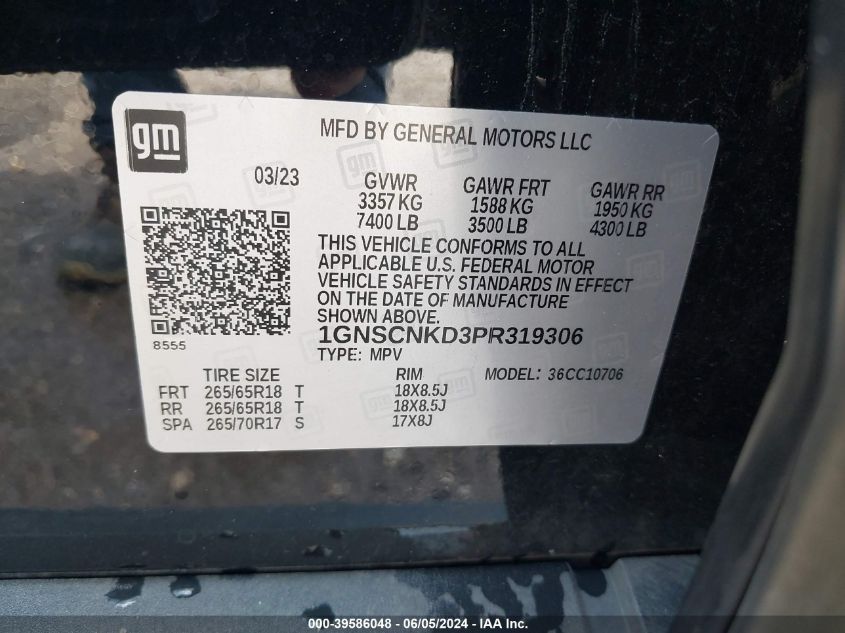 gm
MFD BY GENERAL MOTORS LLC
03/23
GVWR GAWR FRT GAWR RR
3357 KG 1588 KG 1950 KG
7400 LB 3500 LB 4300 LB
THIS VEHICLE CONFORMS TO ALL
APPLICABLE U.S. FEDERAL MOTOR
VEHICLE SAFETY STANDARDS IN EFFECT
ON THE DATE OF MANUFACTURE
SHOWN ABOVE.
8555
1GNSCNKD3PR319306
TYPE: MPV
TIRE SIZE RIM MODEL: 36CC10706
FRT 265/65R18 T 18X8.5J
RR 265/65R18 T 18X8.5J
SPA 265/70R17 S 17X8J
000-39586048 - 06/05/2024 - IAAI.com.